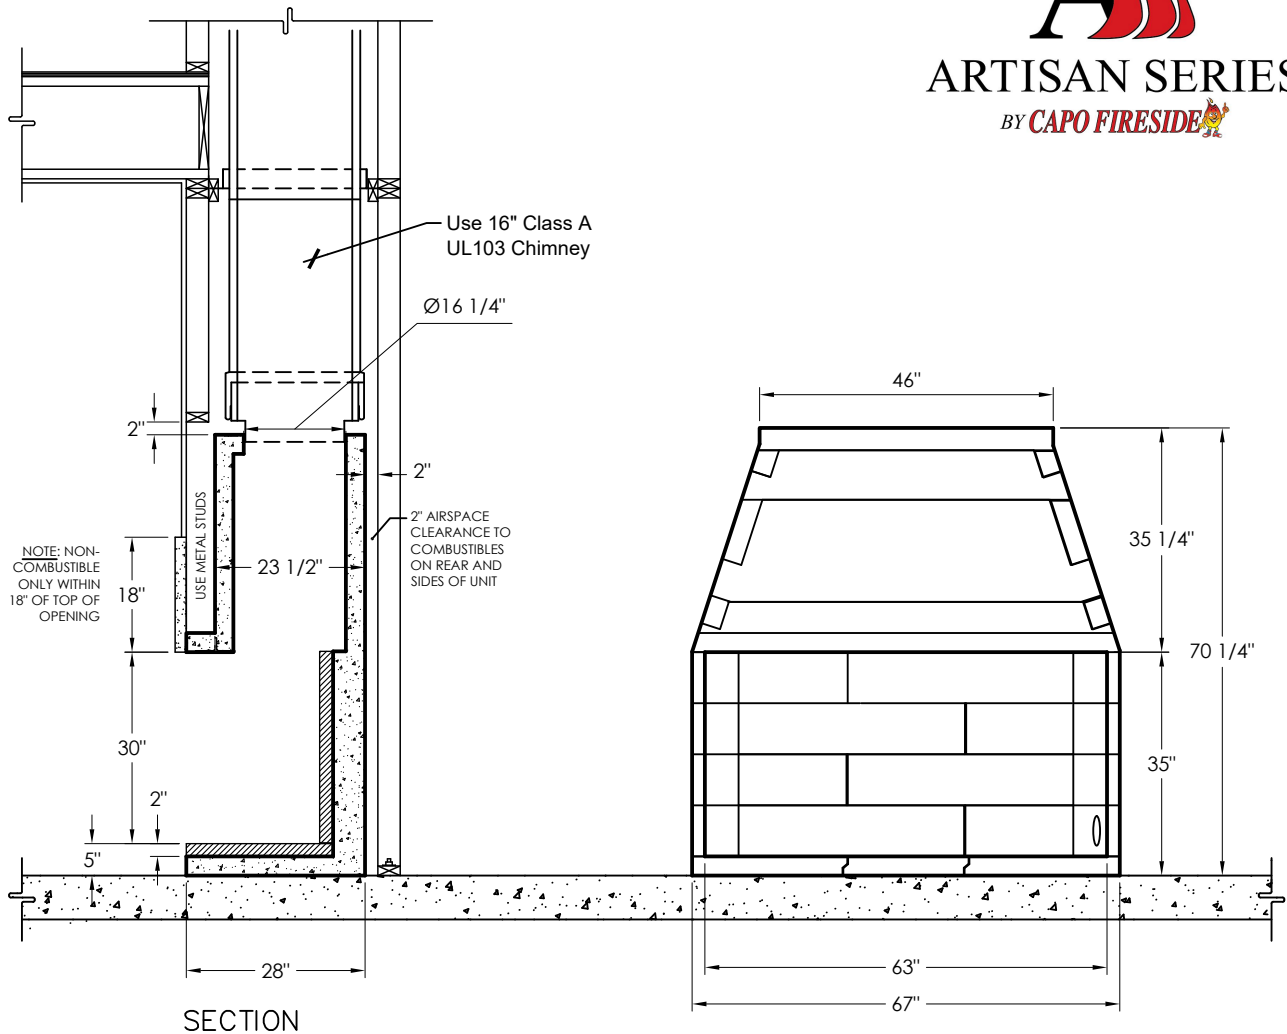 ARTISAN SERIES
BY CAPO FIRESIDE
Use 16" Class A
UL103 Chimney
Ø16 1/4"
2"
2"
USE METAL STUDS
2" AIRSPACE
CLEARANCE TO
COMBUSTIBLES
ON REAR AND
SIDES OF UNIT
NOTE: NON-
COMBUSTIBLE
ONLY WITHIN
18" OF TOP OF
OPENING
18"
23 1/2"
30"
2"
5"
28"
SECTION
46"
35 1/4"
70 1/4"
35"
63"
67"